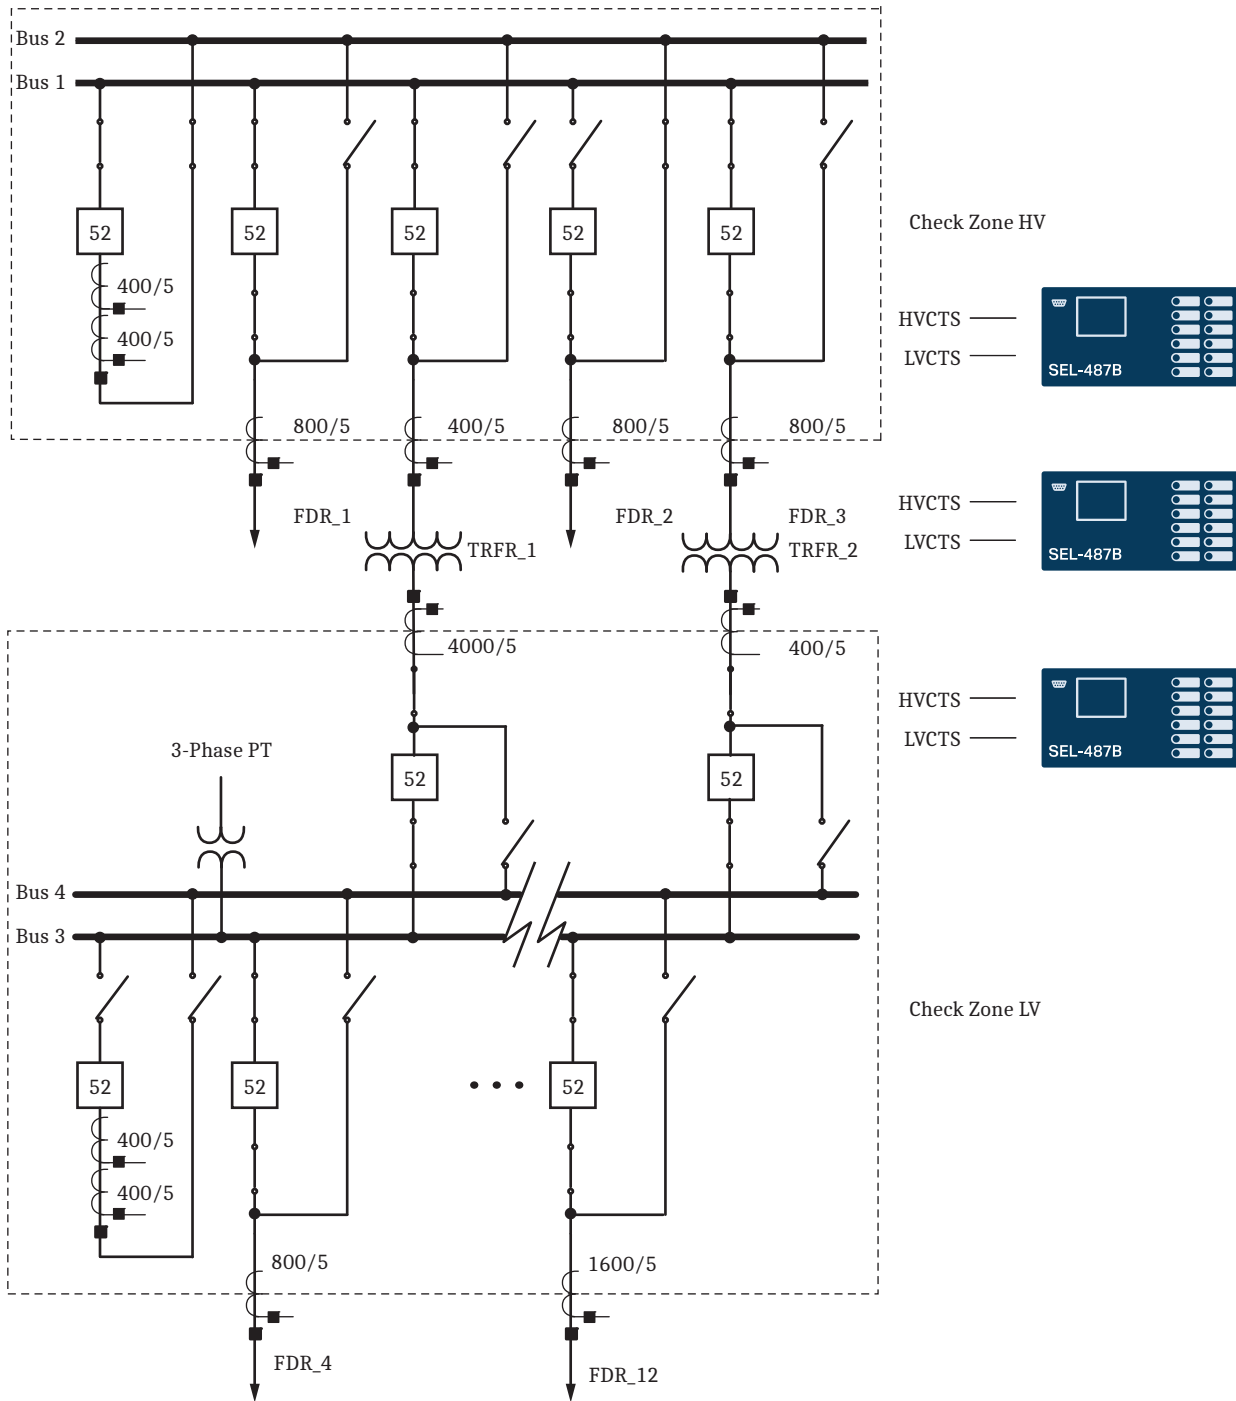 Bus 2
Bus 1
52
52
52
52
52
Check Zone HV
400/5
400/5
HVCTS
LVCTS
SEL-487B
800/5
400/5
800/5
800/5
FDR_1
FDR_2
FDR_3
TRFR_1
TRFR_2
HVCTS
LVCTS
SEL-487B
4000/5
400/5
HVCTS
LVCTS
SEL-487B
3-Phase PT
52
52
Bus 4
Bus 3
Check Zone LV
52
52
52
400/5
400/5
800/5
1600/5
FDR_4
FDR_12